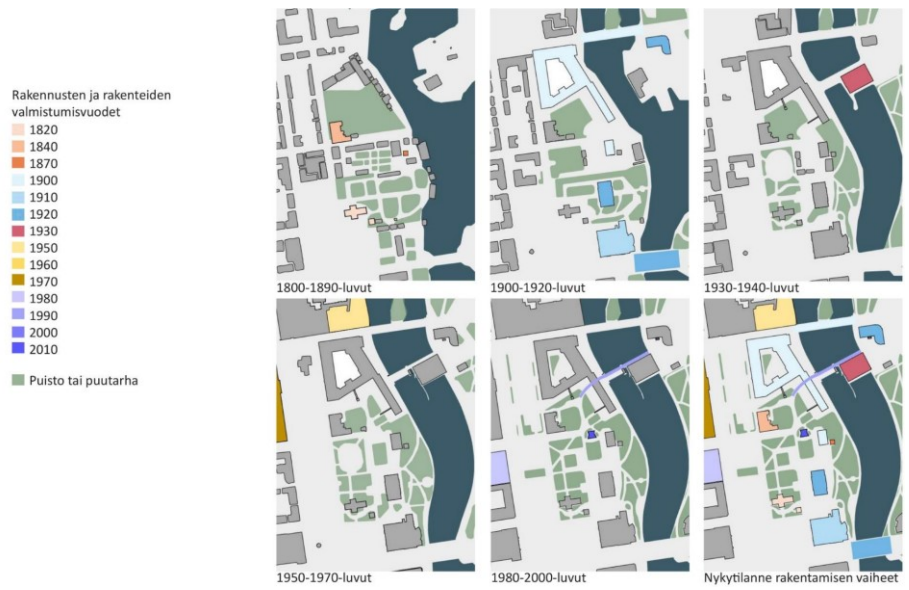 Rakennusten ja rakenteiden
valmistumisvuodet
1820
1840
1870
1900
1910
1920
1930
1950
1960
1970
1980
1990
2000
2010
Puisto tai puutarha
1800-1890-luvut
1900-1920-luvut
1930-1940-luvut
1950-1970-luvut
1980-2000-luvut
Nykytilanne rakentamisen vaiheet